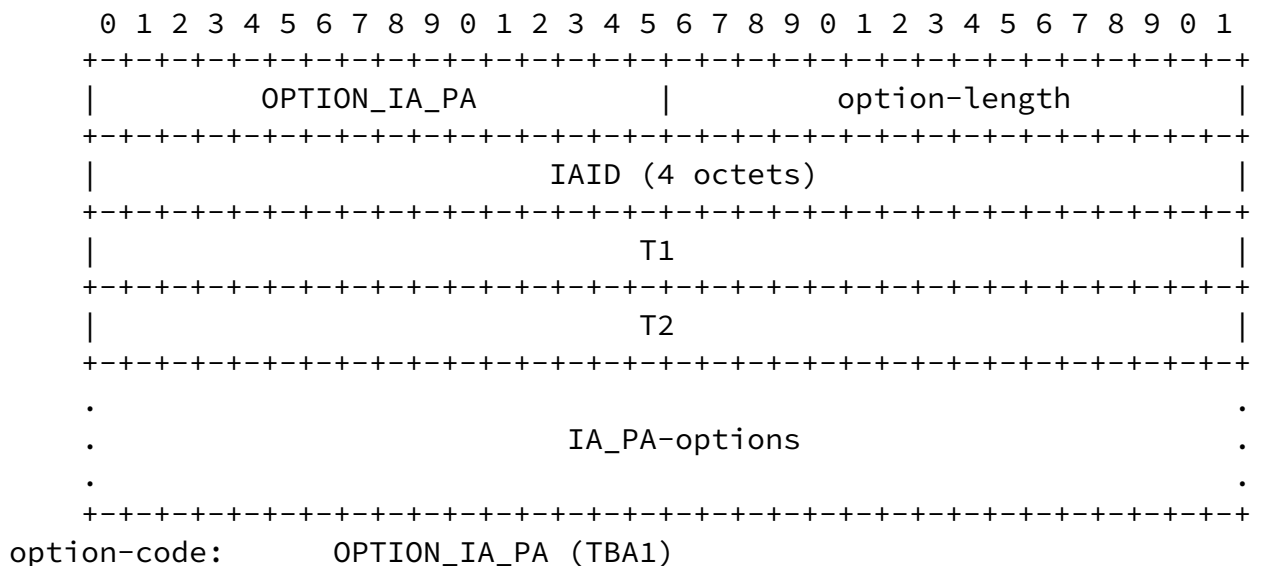 0 1 2 3 4 5 6 7 8 9 0 1 2 3 4 5 6 7 8 9 0 1 2 3 4 5 6 7 8 9 0 1
+-+-+-+-+-+-+-+-+-+-+-+-+-+-+-+-+-+-+-+-+-+-+-+-+-+-+-+-+-+-+-+-+
|         OPTION_IA_PA          |         option-length         |
+-+-+-+-+-+-+-+-+-+-+-+-+-+-+-+-+-+-+-+-+-+-+-+-+-+-+-+-+-+-+-+-+
|                         IAID (4 octets)                       |
+-+-+-+-+-+-+-+-+-+-+-+-+-+-+-+-+-+-+-+-+-+-+-+-+-+-+-+-+-+-+-+-+
|                              T1                               |
+-+-+-+-+-+-+-+-+-+-+-+-+-+-+-+-+-+-+-+-+-+-+-+-+-+-+-+-+-+-+-+-+
|                              T2                               |
+-+-+-+-+-+-+-+-+-+-+-+-+-+-+-+-+-+-+-+-+-+-+-+-+-+-+-+-+-+-+-+-+
.                                                               .
.                          IA_PA-options                        .
.                                                               .
+-+-+-+-+-+-+-+-+-+-+-+-+-+-+-+-+-+-+-+-+-+-+-+-+-+-+-+-+-+-+-+-+
option-code:      OPTION_IA_PA (TBA1)